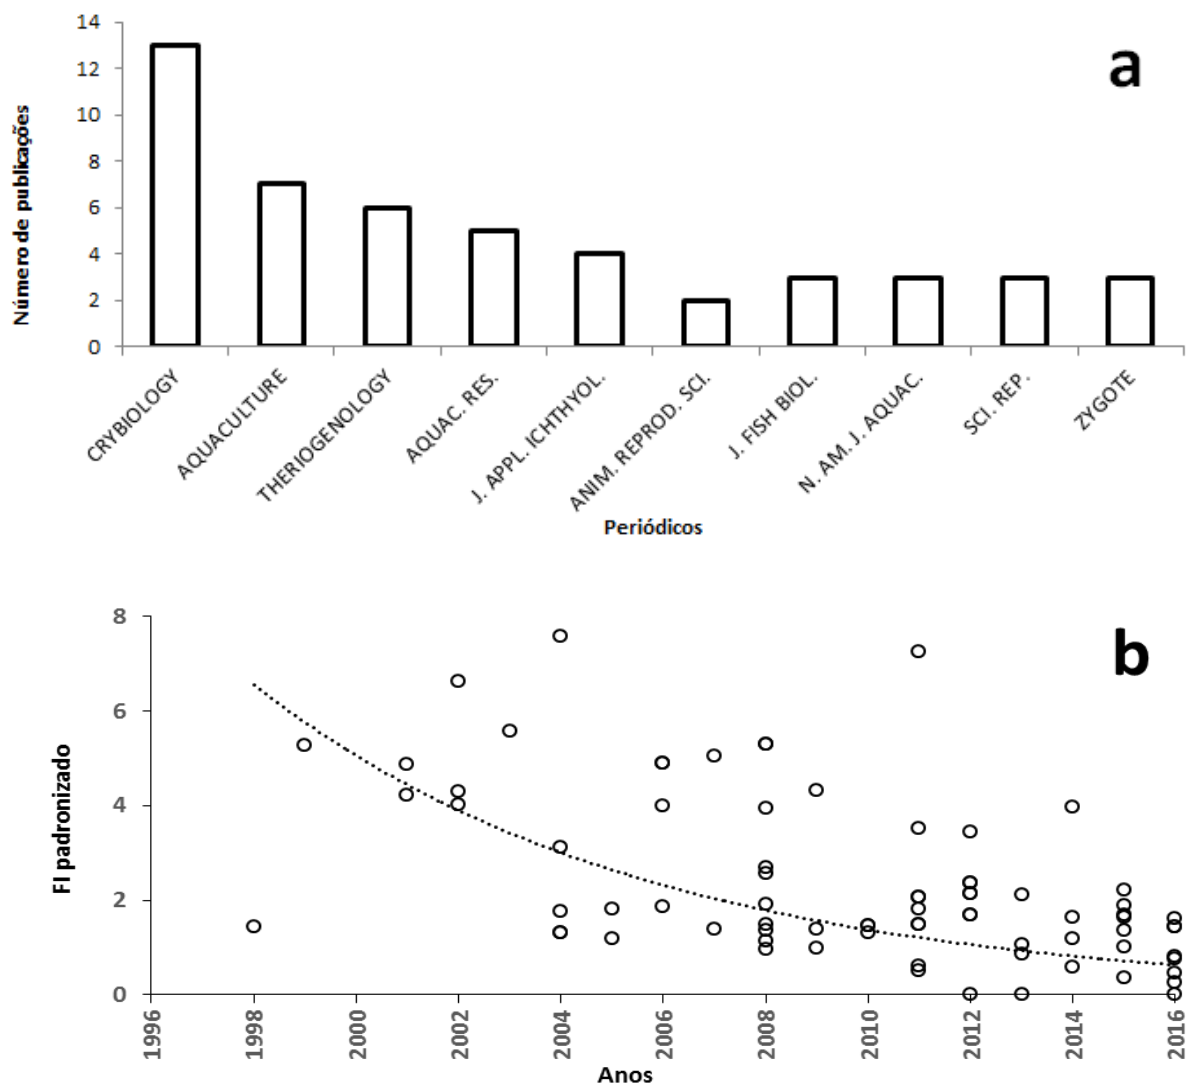 a
Número de publicações
14
12
10
8
6
4
2
0
CRYBIOLOGY
AQUACULTURE
THERIOGENOLOGY
AQUAC. RES.
J. APPL. ICHTHYOL.
ANIM. REPROD. SCI.
J. FISH BIOL.
N. AM. J. AQUAC.
SCI. REP.
ZYGOTE
Periódicos
b
FI padronizado
8
6
4
2
0
1996
1998
2000
2002
2004
2006
2008
2010
2012
2014
2016
Anos